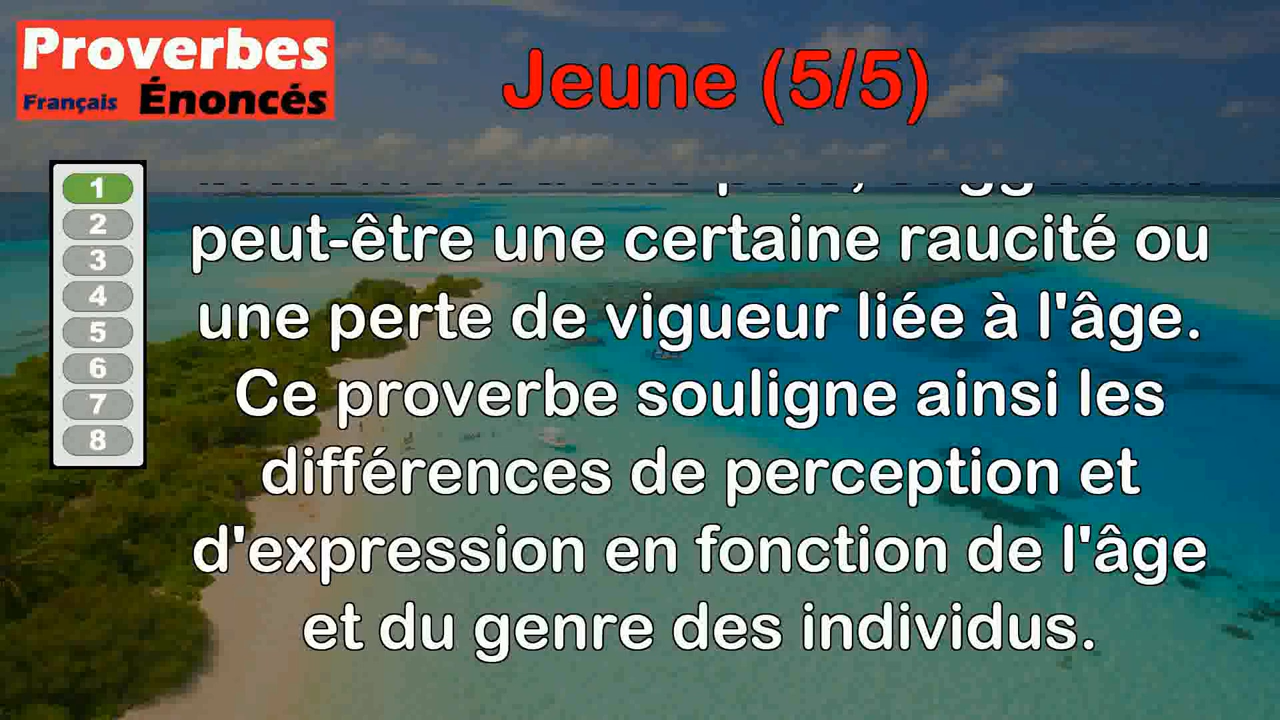 Proverbes
Français Énoncés
Jeune (5/5)
1
2
3
4
5
6
7
8
peut-être une certaine raucité ou
une perte de vigueur liée à l'âge.
Ce proverbe souligne ainsi les
différences de perception et
d'expression en fonction de l'âge
et du genre des individus.